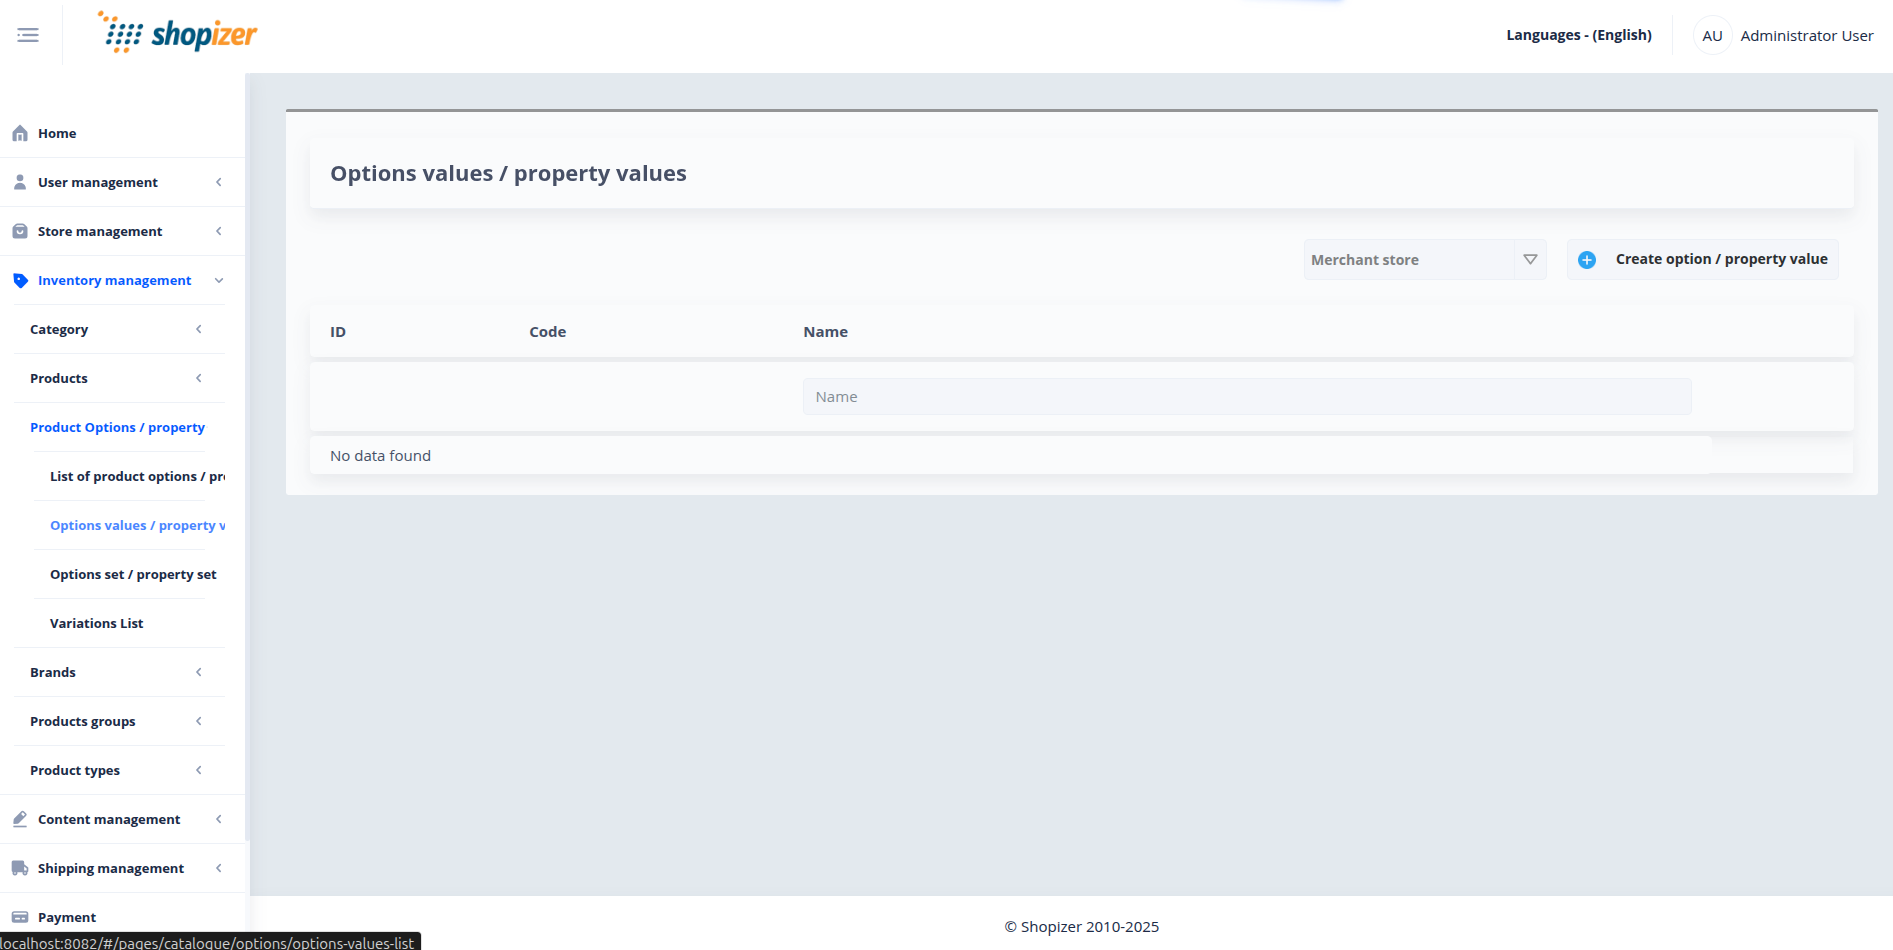 shopizer
Languages - (English)
AU
Administrator User
Home
User management
Store management
Inventory management
Category
Products
Product Options / property
List of product options / pr
Options values / property v
Options set / property set
Variations List
Brands
Products groups
Product types
Content management
Shipping management
Payment
localhost:8082/#/pages/catalogue/options/options-values-list
Options values / property values
Merchant store
Create option / property value
ID Code Name
Name
No data found
© Shopizer 2010-2025